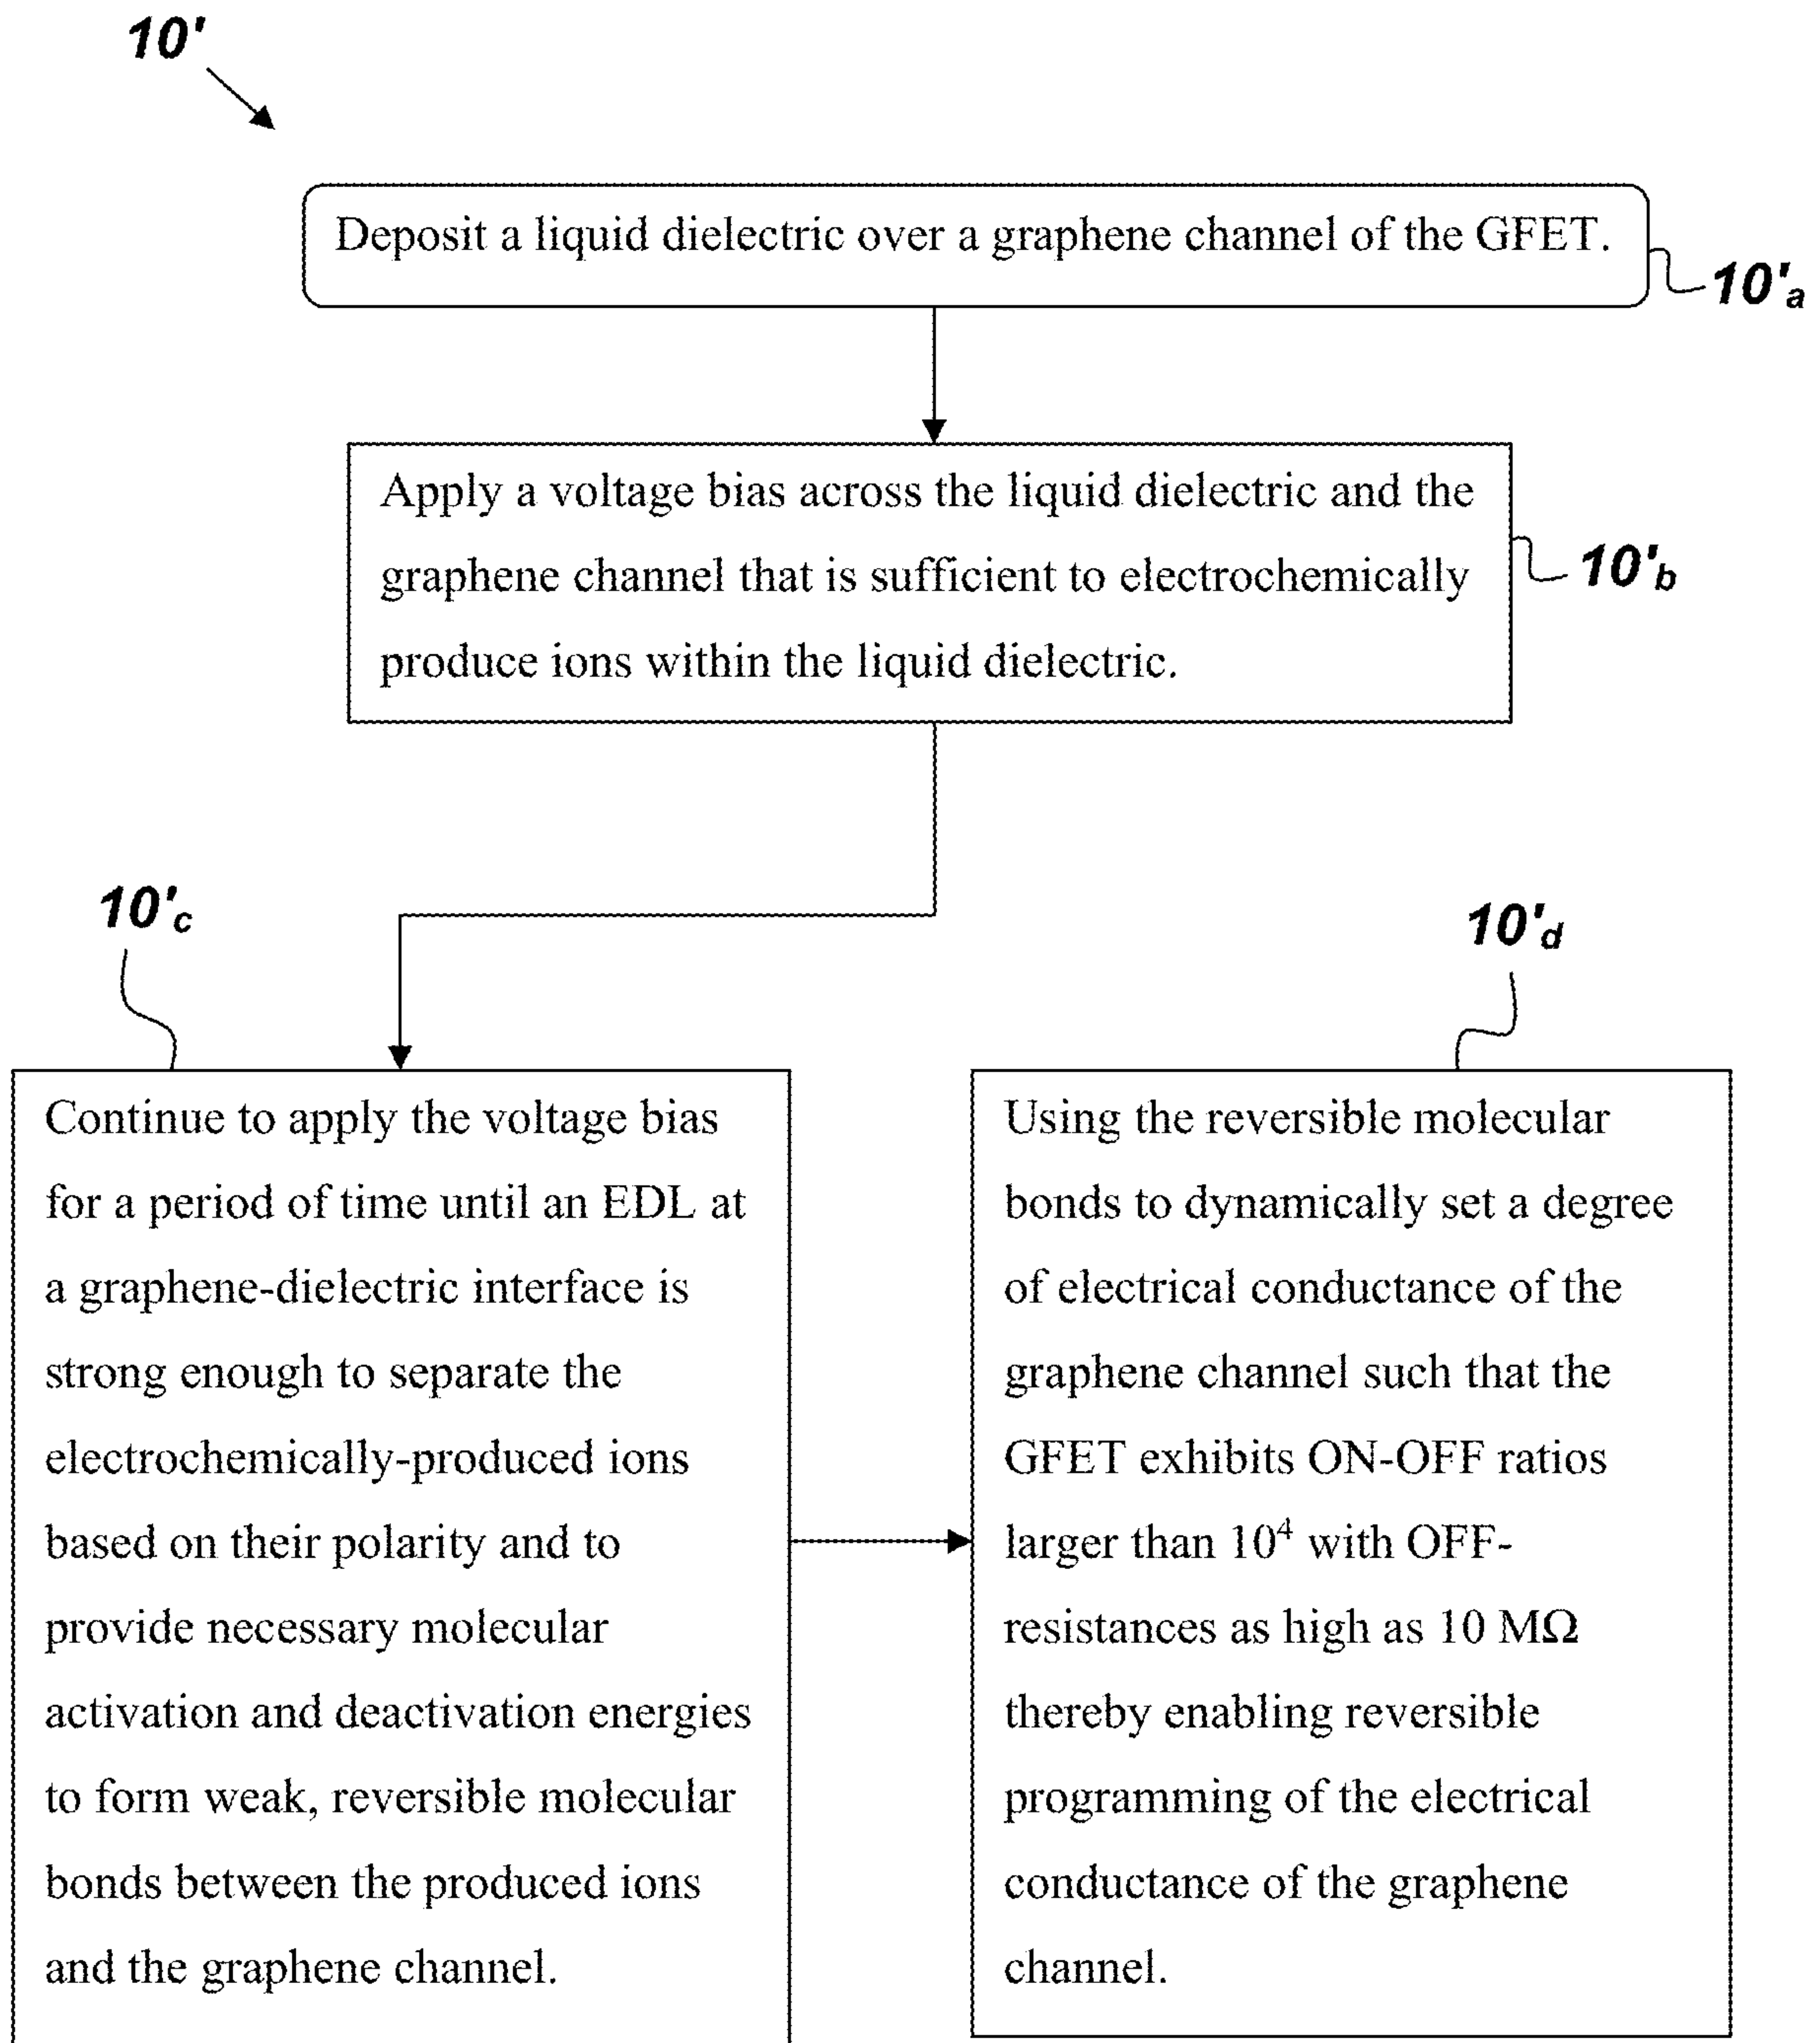 10'
Deposit a liquid dielectric over a graphene channel of the GFET.
10'a
Apply a voltage bias across the liquid dielectric and the
graphene channel that is sufficient to electrochemically
produce ions within the liquid dielectric.
10'b
10'c
Continue to apply the voltage bias
for a period of time until an EDL at
a graphene-dielectric interface is
strong enough to separate the
electrochemically-produced ions
based on their polarity and to
provide necessary molecular
activation and deactivation energies
to form weak, reversible molecular
bonds between the produced ions
and the graphene channel.
10'd
Using the reversible molecular
bonds to dynamically set a degree
of electrical conductance of the
graphene channel such that the
GFET exhibits ON-OFF ratios
larger than 10⁴ with OFF-
resistances as high as 10 MΩ
thereby enabling reversible
programming of the electrical
conductance of the graphene
channel.